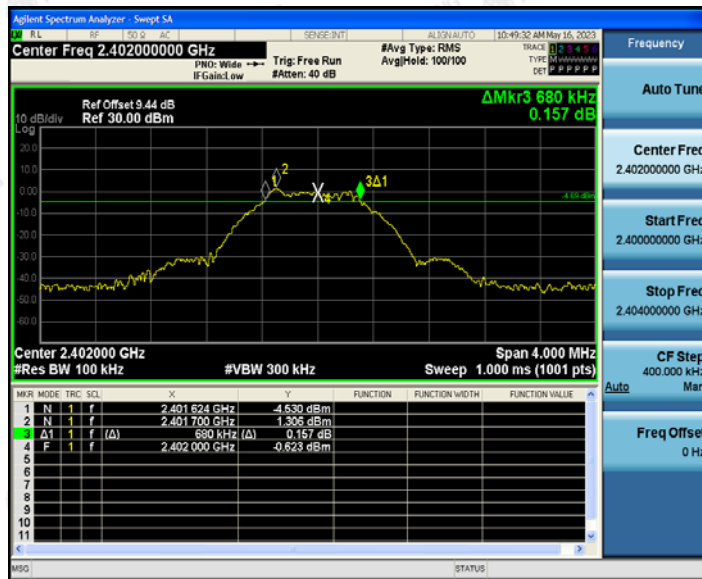 Agilent Spectrum Analyzer - Swept SA
RL RF 50 Ω AC SENSE:INT ALIGN AUTO 10:49:32 AM May 16, 2023
Center Freq 2.402000000 GHz
PNO: Wide
IFGain:Low
Trig: Free Run
#Atten: 40 dB
#Avg Type: RMS
Avg|Hold: 100/100
TRACE 1 2 3 4 5 6
TYPE M
DET P P P P P P
Frequency
Auto Tune
Center Freq
2.402000000 GHz
Start Freq
2.400000000 GHz
Stop Freq
2.404000000 GHz
CF Step
400.000 kHz
Auto Man
Freq Offset
0 Hz
Ref Offset 9.44 dB
10 dB/div Ref 30.00 dBm
Log
ΔMkr3 680 kHz
0.157 dB
20.0
10.0
0.00
-10.0
-20.0
-30.0
-40.0
-50.0
-60.0
1
2
3Δ1
4
-4.69 dBm
Center 2.402000 GHz Span 4.000 MHz
#Res BW 100 kHz #VBW 300 kHz Sweep 1.000 ms (1001 pts)
MKR MODE TRC SCL X Y FUNCTION FUNCTION WIDTH FUNCTION VALUE
1 N 1 f 2.401 624 GHz -4.530 dBm
2 N 1 f 2.401 700 GHz 1.306 dBm
3 Δ1 1 f (Δ) 680 kHz (Δ) 0.157 dB
4 F 1 f 2.402 000 GHz -0.623 dBm
5
6
7
8
9
10
11
MSG STATUS